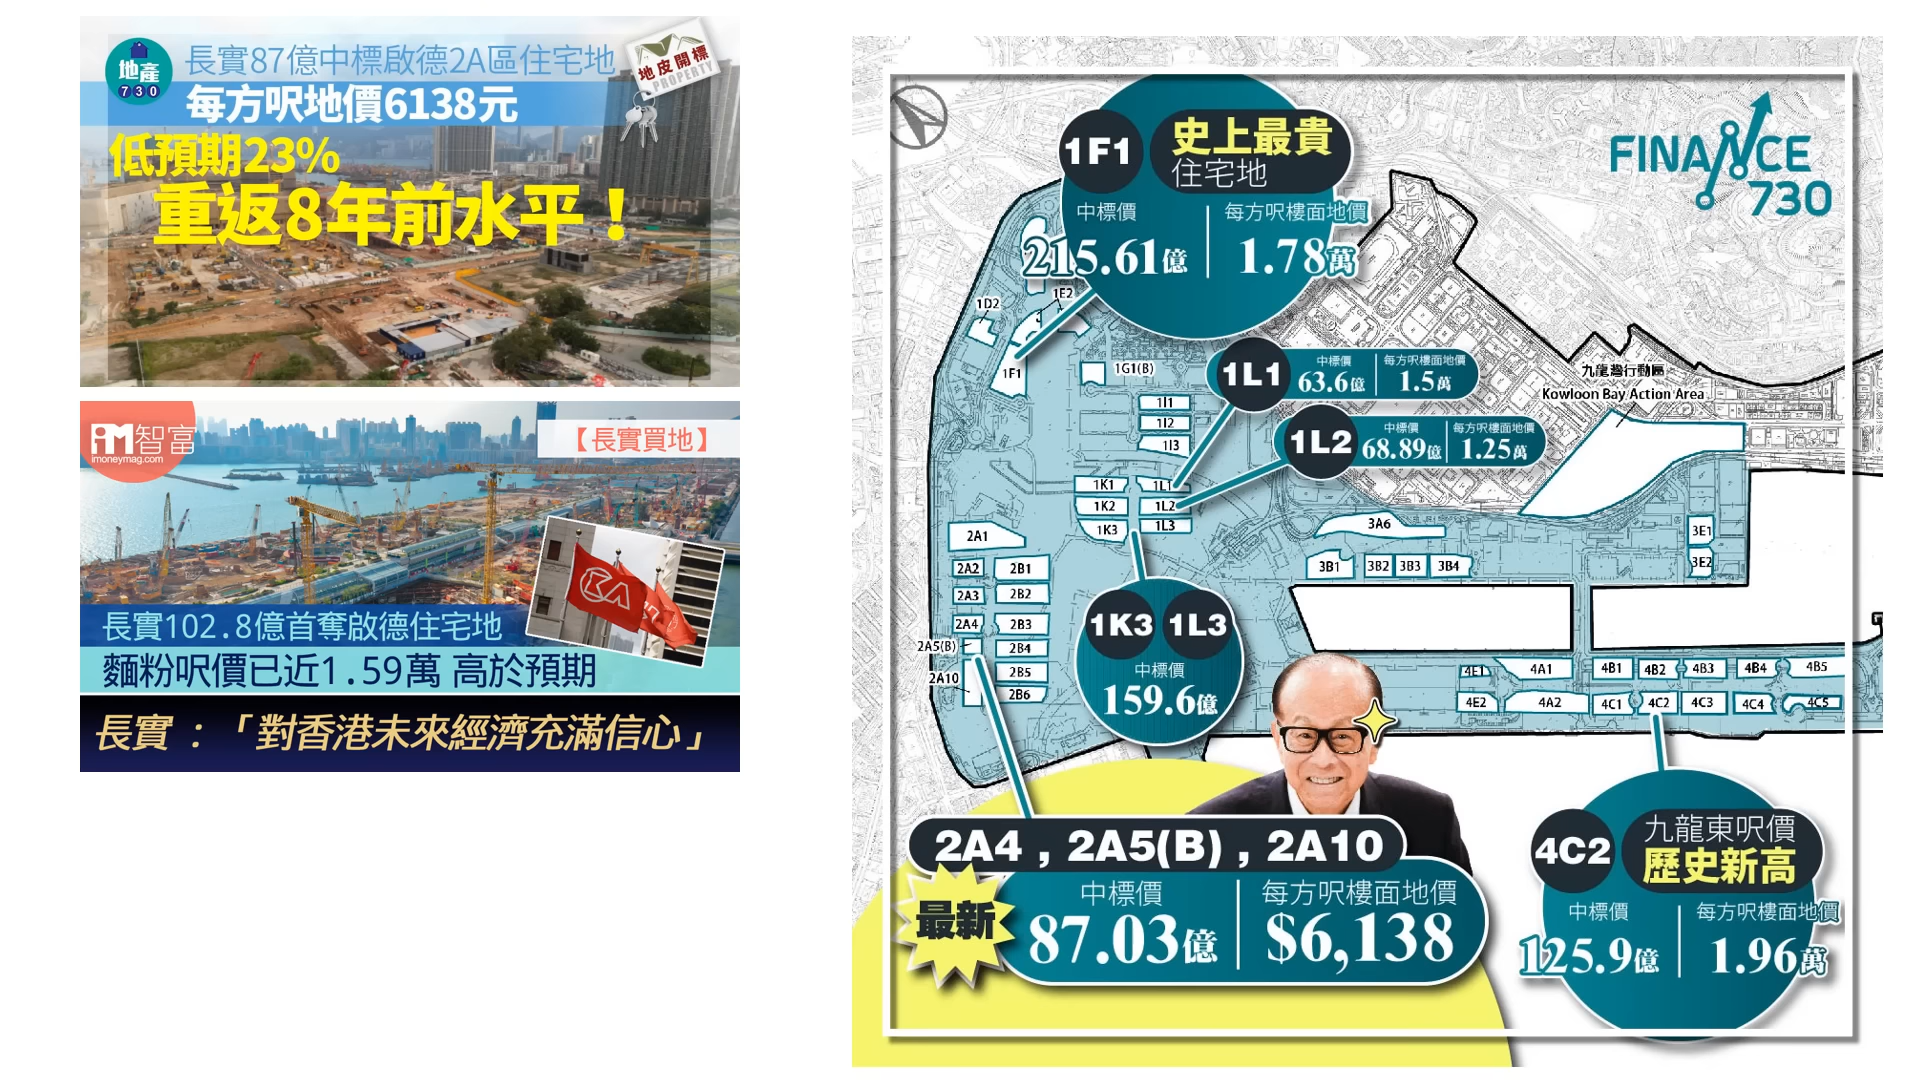 地產
730
長實87億中標啟德2A區住宅地
每方呎地價6138元
地皮開標
PROPERTY
低預期23%
重返8年前水平！
iM智富
imoneymag.com
【長實買地】
長實102.8億首奪啟德住宅地
麵粉呎價已近1.59萬 高於預期
長實：「對香港未來經濟充滿信心」
FINANCE
730
1F1
史上最貴
住宅地
中標價
215.61億
每方呎樓面地價
1.78萬
1D2
1E2
1F1
1G1(B)
1L1
中標價
63.6億
每方呎樓面地價
1.5萬
九龍灣行動區
Kowloon Bay Action Area
1I1
1I2
1I3
1L2
中標價
68.89億
每方呎樓面地價
1.25萬
1K1
1L1
1K2
1L2
1K3
1L3
3A6
3E1
3E2
2A1
2A2
2B1
2A3
2B2
2A4
2B3
2A5(B)
2B4
2A10
2B5
2B6
3B1
3B2
3B3
3B4
1K3
1L3
中標價
159.6億
4E1
4A1
4B1
4B2
4B3
4B4
4B5
4E2
4A2
4C1
4C2
4C3
4C4
4C5
2A4 , 2A5(B) , 2A10
最新
中標價
87.03億
每方呎樓面地價
$6,138
4C2
九龍東呎價
歷史新高
中標價
125.9億
每方呎樓面地價
1.96萬